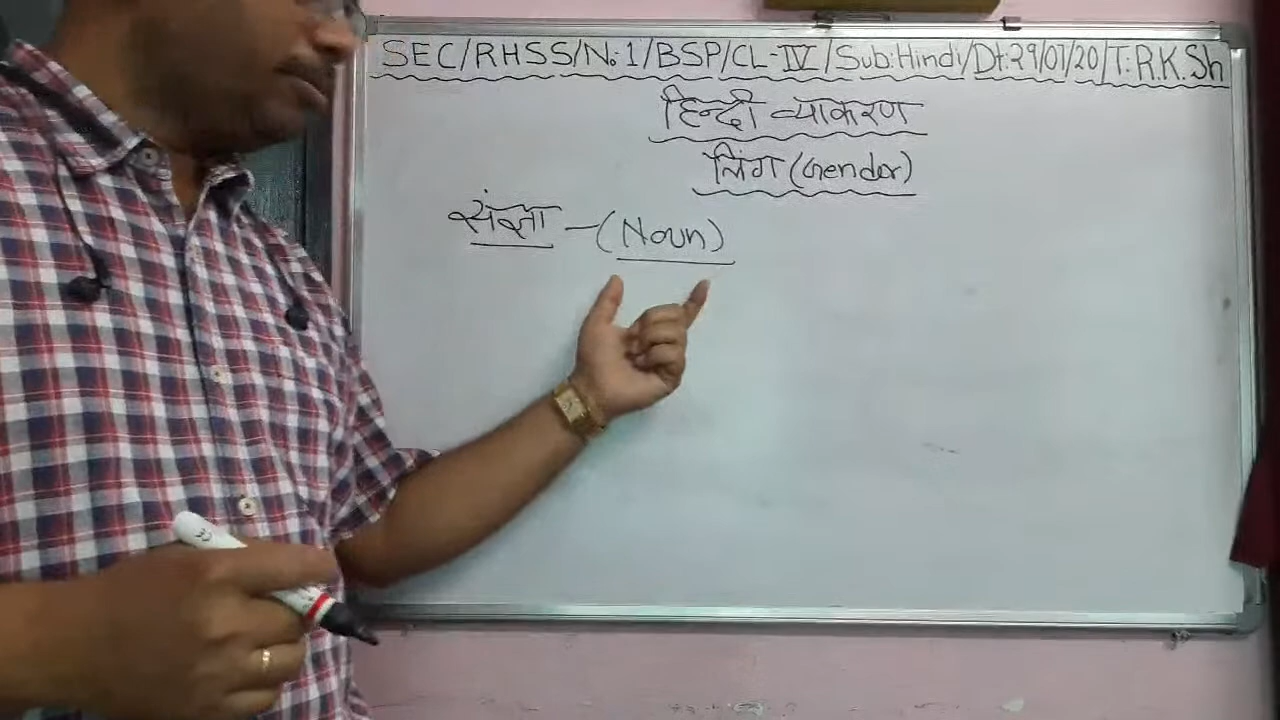 SEC/RHSS/No:1/BSP/CL-IV/Sub:Hindi/Dt:29/07/20/T:R.K.Sh
हिन्दी व्याकरण
लिंग (Gender)
संज्ञा - (Noun)